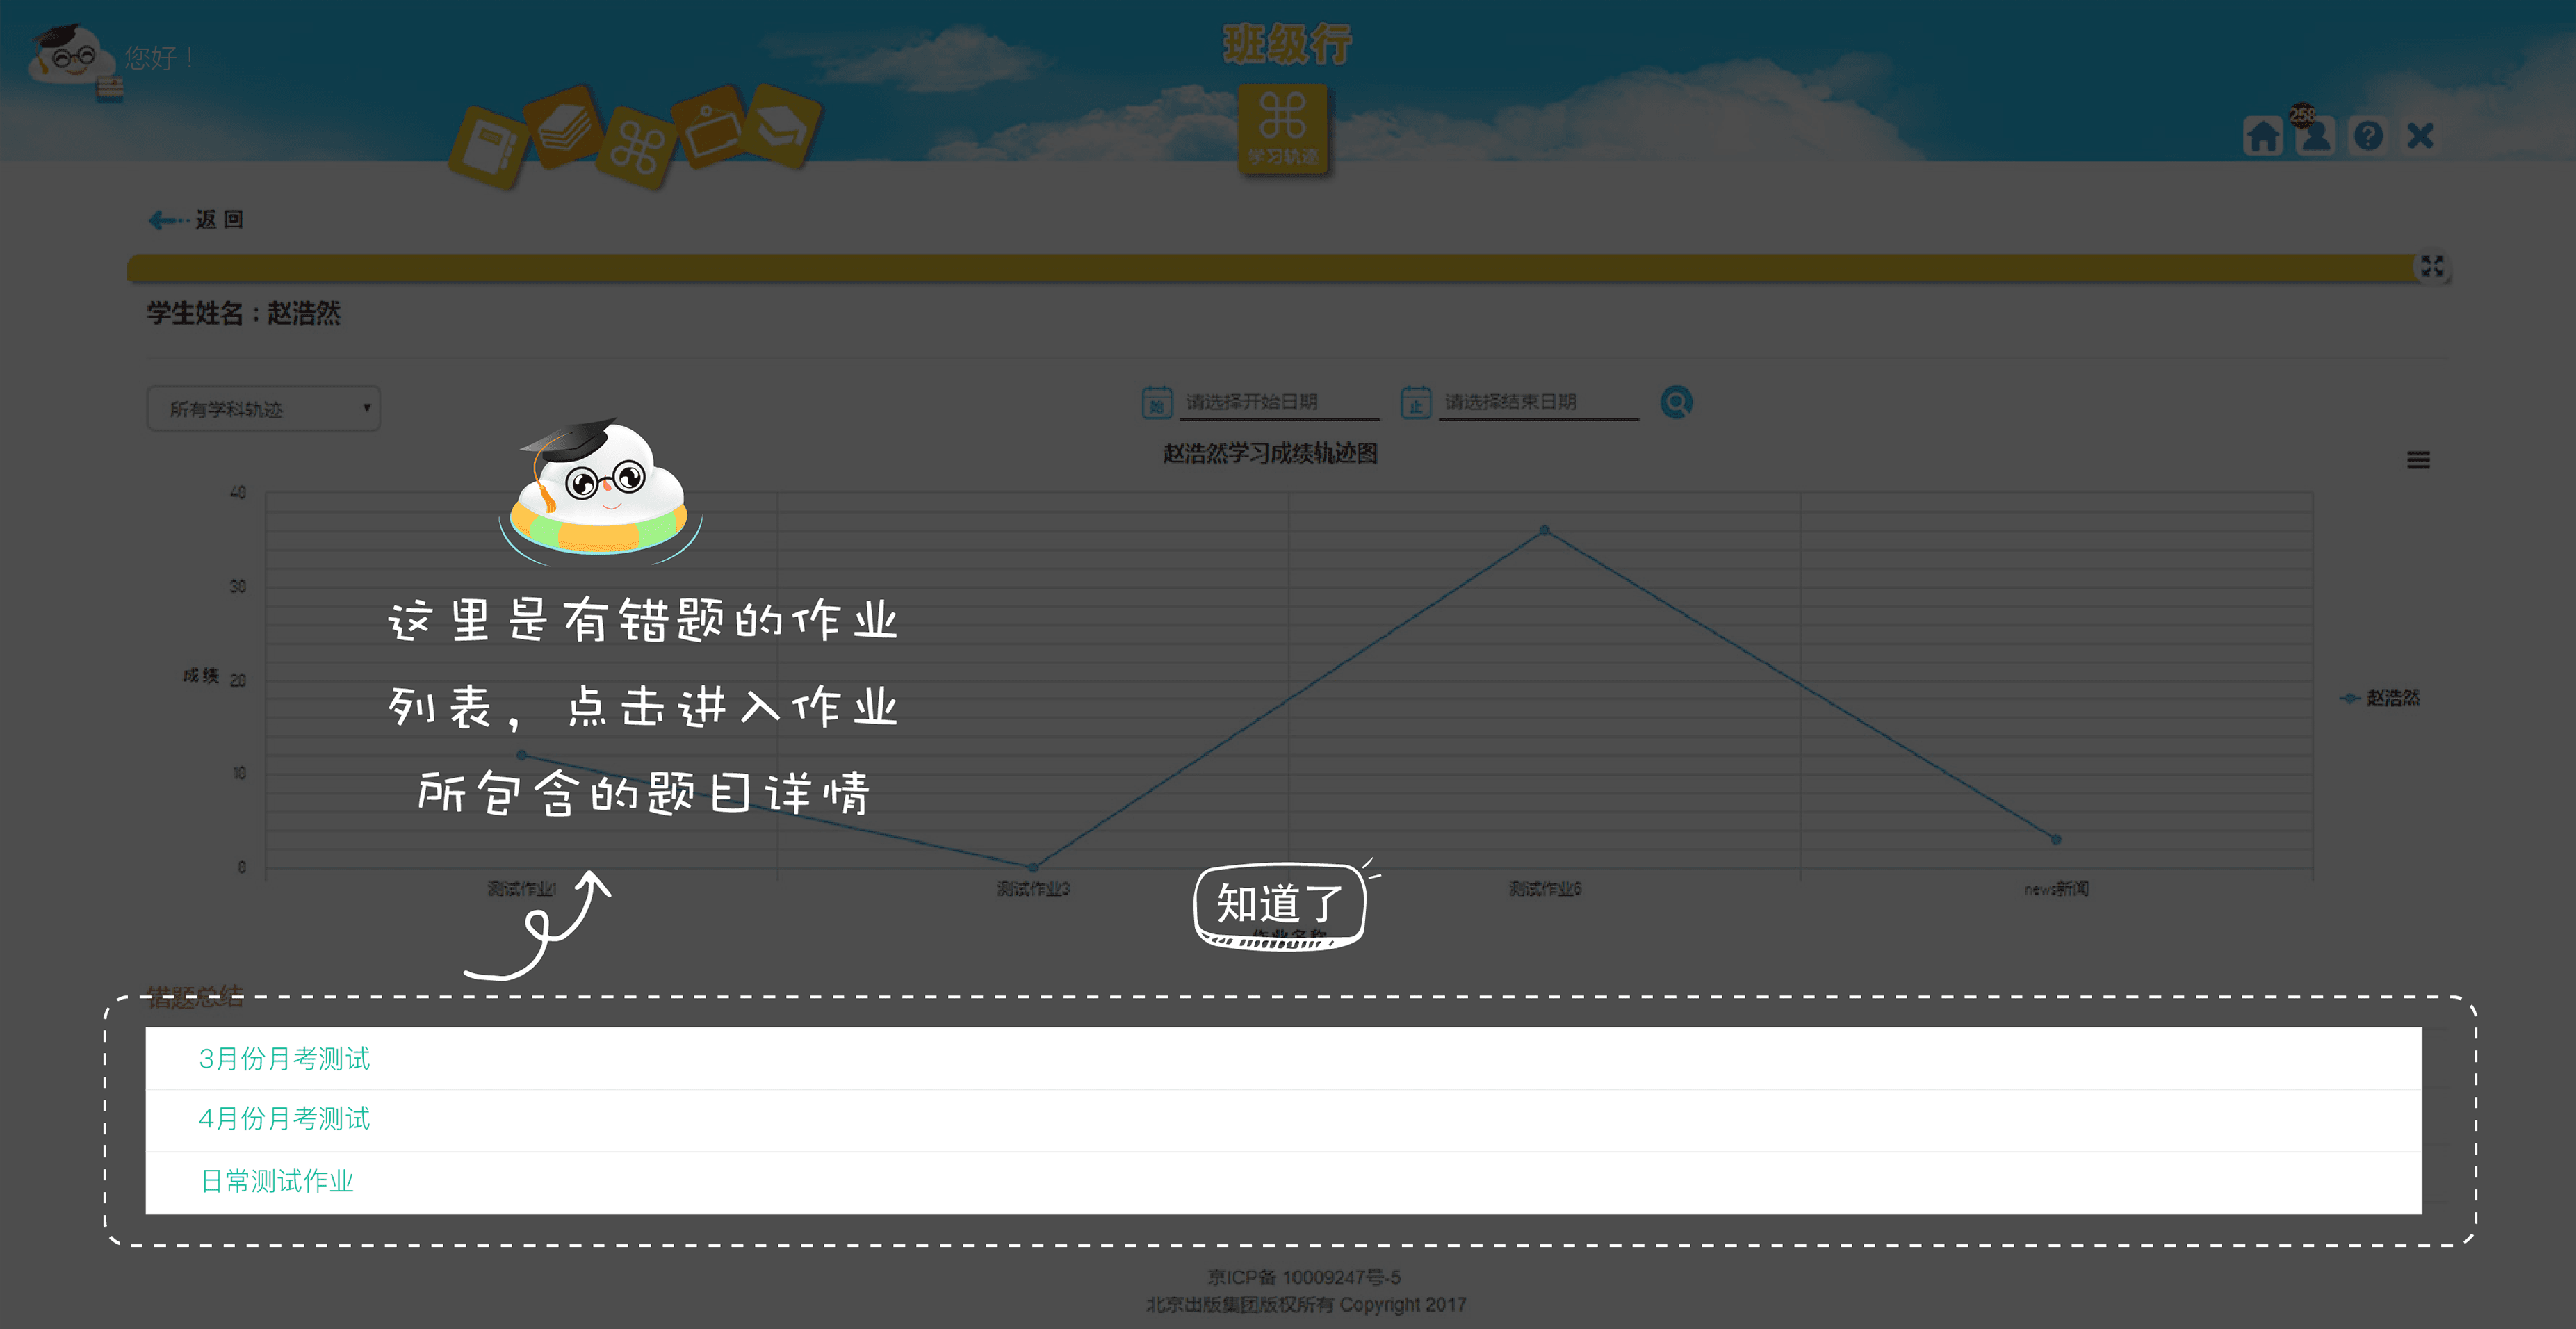 您好！
班级行
学习轨迹
258
返 回
学生姓名：赵浩然
所有学科轨迹
始 请选择开始日期
止 请选择结束日期
赵浩然学习成绩轨迹图
40
30
20
10
0
成绩
赵浩然
这里是有错题的作业
列表，点击进入作业
所包含的题目详情
测试作业1
测试作业3
测试作业6
news新闻
知道了
作业名称
错题总结
3月份月考测试
4月份月考测试
日常测试作业
京ICP备 10009247号-5
北京出版集团版权所有 Copyright 2017